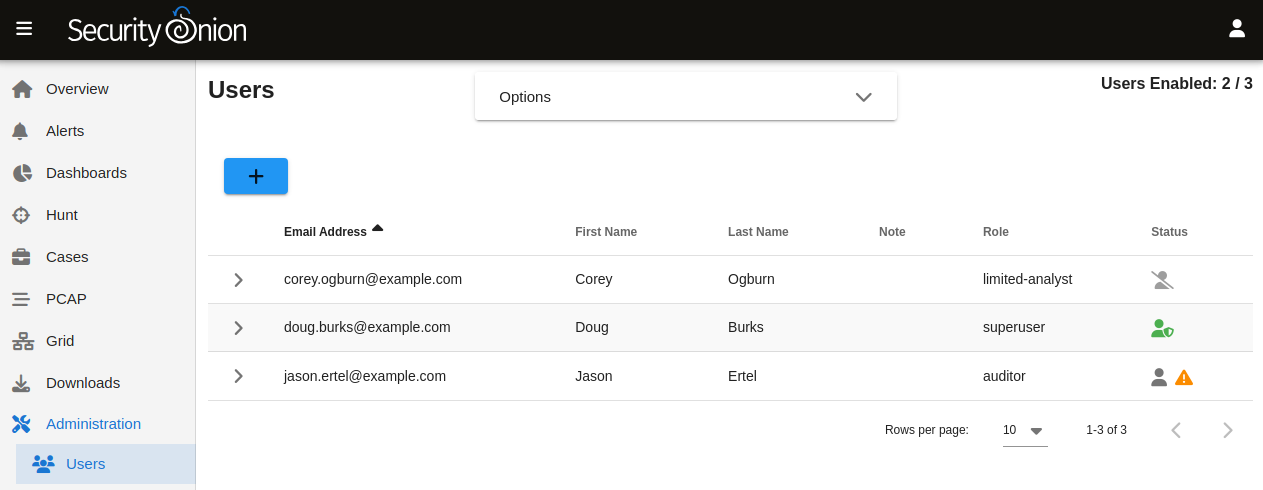 Security Onion
Overview
Alerts
Dashboards
Hunt
Cases
PCAP
Grid
Downloads
Administration
Users
Users
Options
Users Enabled: 2 / 3
+
Email Address First Name Last Name Note Role Status
corey.ogburn@example.com Corey Ogburn limited-analyst
doug.burks@example.com Doug Burks superuser
jason.ertel@example.com Jason Ertel auditor
Rows per page: 10 1-3 of 3